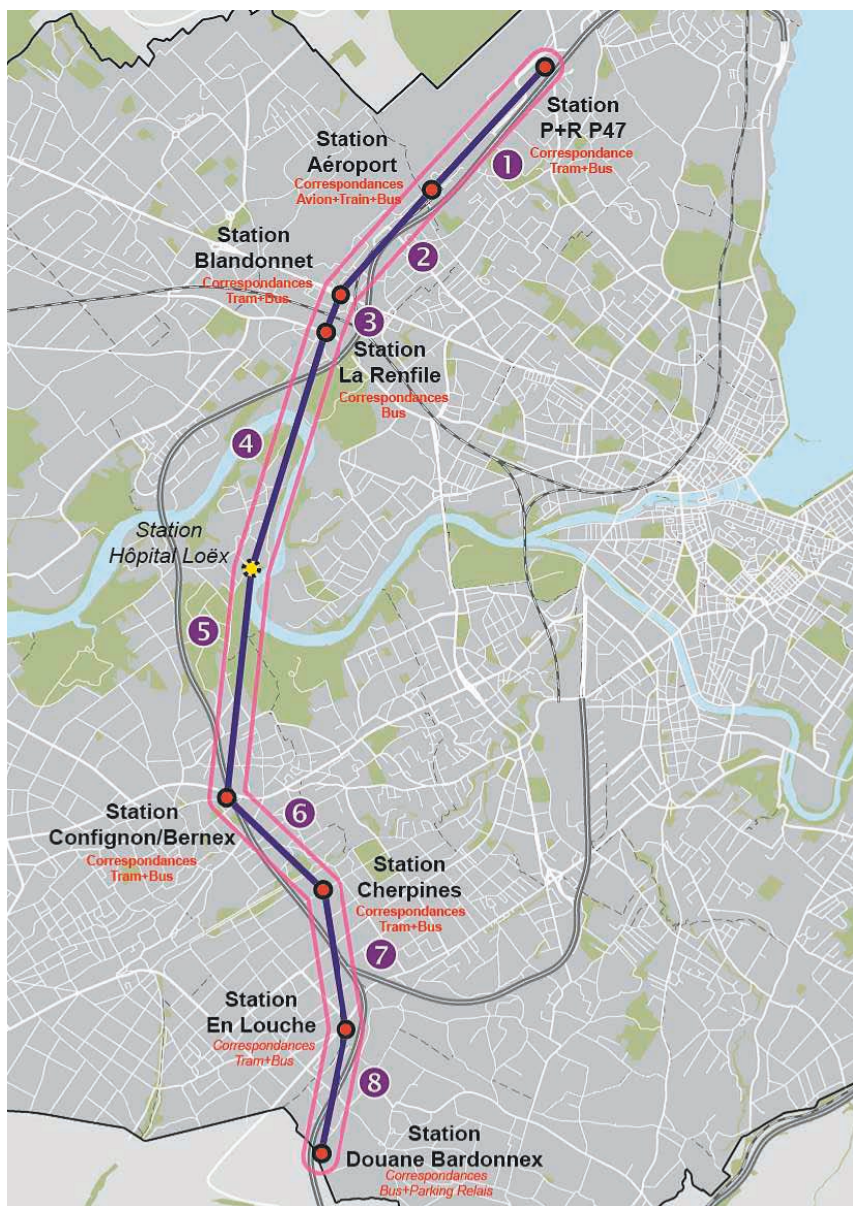 Station
P+R P47
Correspondance
Tram+Bus
1
Station
Aéroport
Correspondances
Avion+Train+Bus
2
Station
Blandonnet
Correspondances
Tram+Bus
3
Station
La Renfile
Correspondances
Bus
4
Station
Hôpital Loëx
5
Station
Confignon/Bernex
Correspondances
Tram+Bus
6
Station
Cherpines
Correspondances
Tram+Bus
7
Station
En Louche
Correspondances
Tram+Bus
8
Station
Douane Bardonnex
Correspondances
Bus+Parking Relais